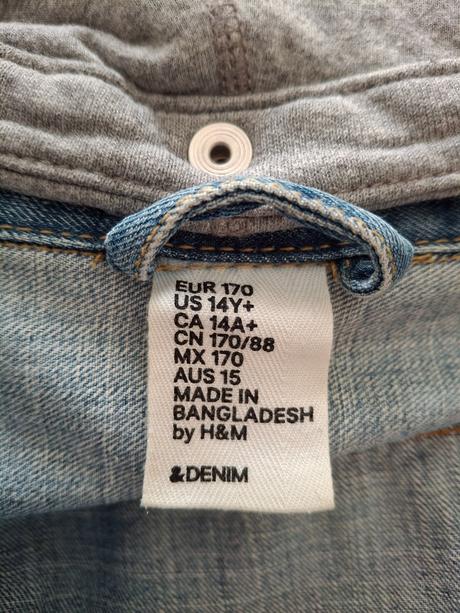 EUR 170
US 14Y+
CA 14A+
CN 170/88
MX 170
AUS 15
MADE IN
BANGLADESH
by H&M
&DENIM